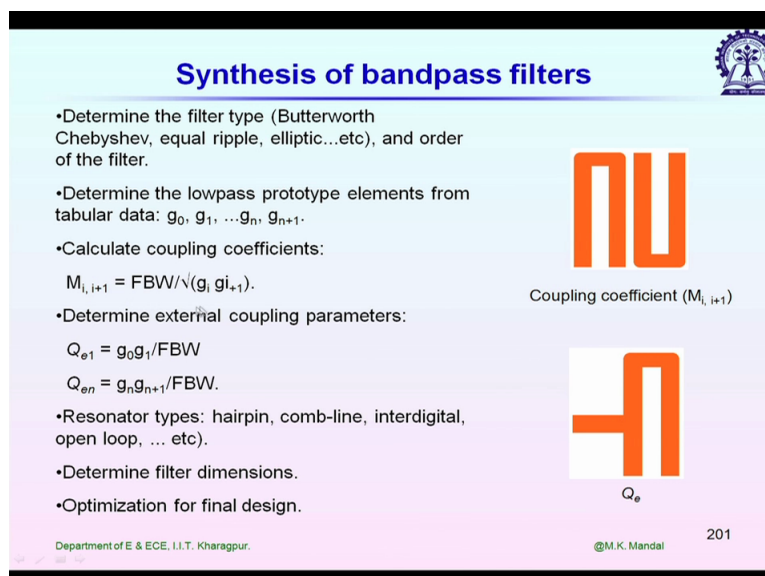 Synthesis of bandpass filters
•Determine the filter type (Butterworth
Chebyshev, equal ripple, elliptic...etc), and order
of the filter.
•Determine the lowpass prototype elements from
tabular data: g₀, g₁, ...gₙ, gₙ₊₁.
•Calculate coupling coefficients:
Mᵢ, ᵢ₊₁ = FBW/√(gᵢ gi₊₁).
•Determine external coupling parameters:
Qₑ₁ = g₀g₁/FBW
Qₑₙ = gₙgₙ₊₁/FBW.
•Resonator types: hairpin, comb-line, interdigital,
open loop, ... etc).
•Determine filter dimensions.
•Optimization for final design.
Coupling coefficient (Mᵢ, ᵢ₊₁)
Qₑ
201
Department of E & ECE, I.I.T. Kharagpur.
@M.K. Mandal